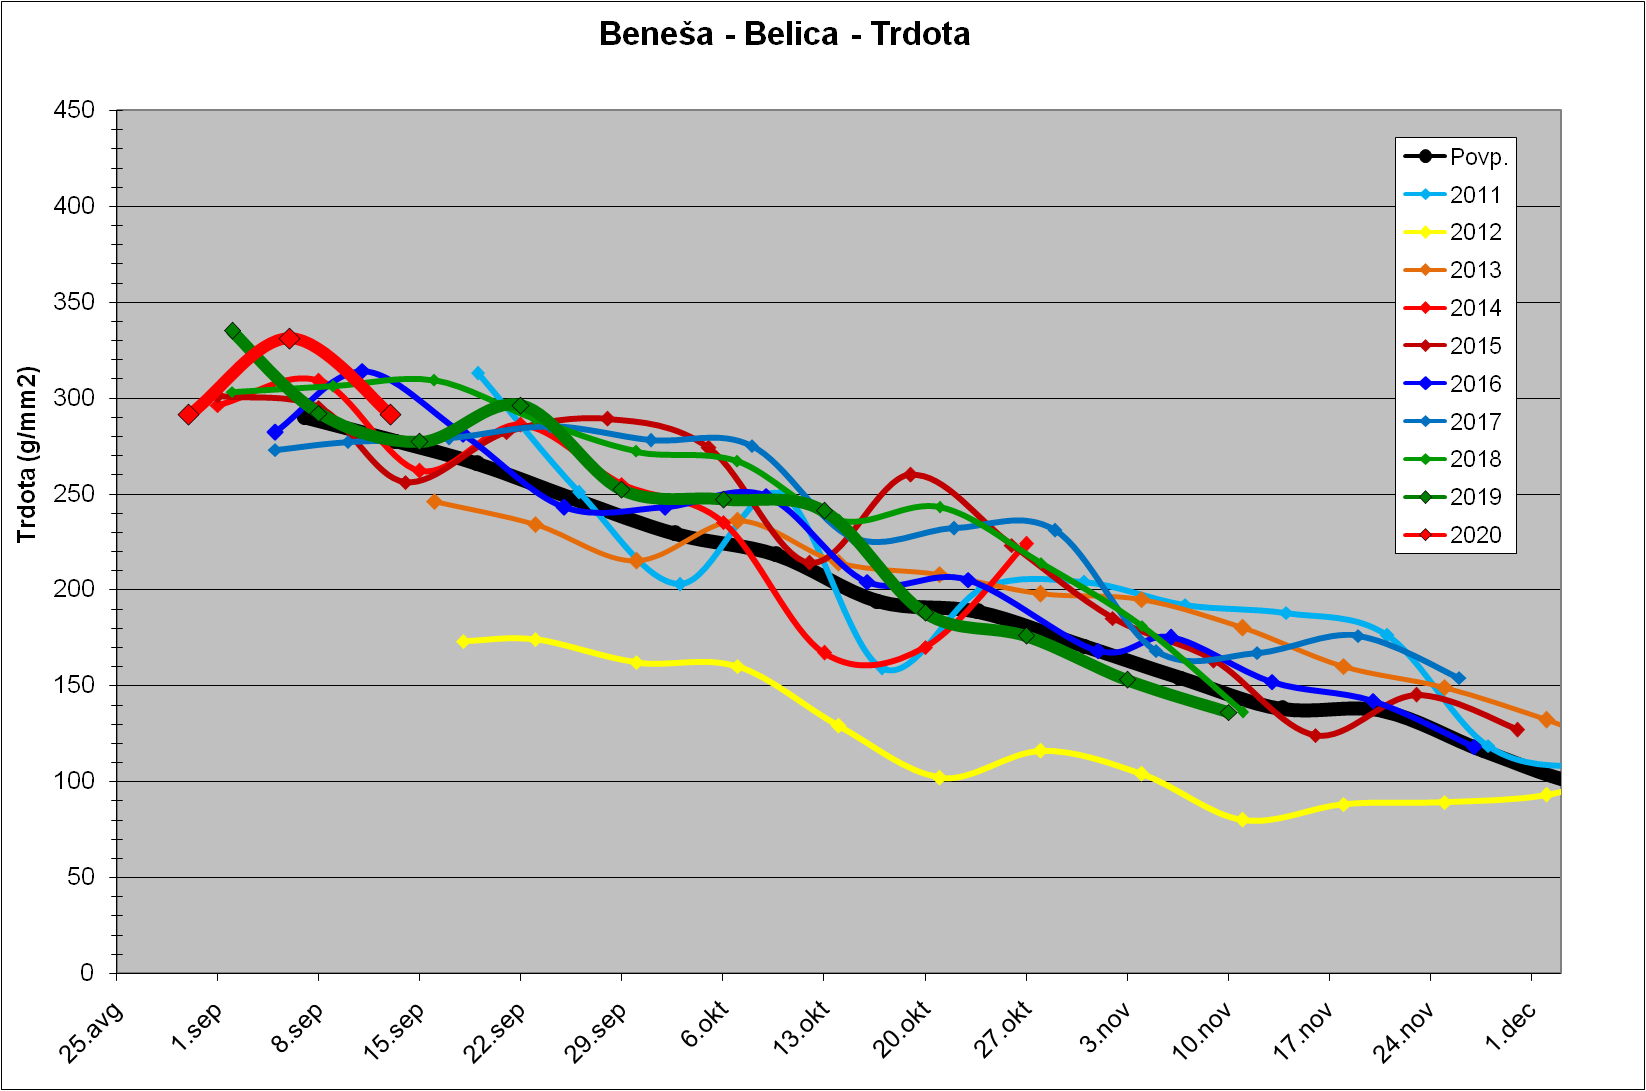 Beneša - Belica - Trdota
Trdota (g/mm2)
450
400
350
300
250
200
150
100
50
0
25.avg
1.sep
8.sep
15.sep
22.sep
29.sep
6.okt
13.okt
20.okt
27.okt
3.nov
10.nov
17.nov
24.nov
1.dec
Povp.
2011
2012
2013
2014
2015
2016
2017
2018
2019
2020